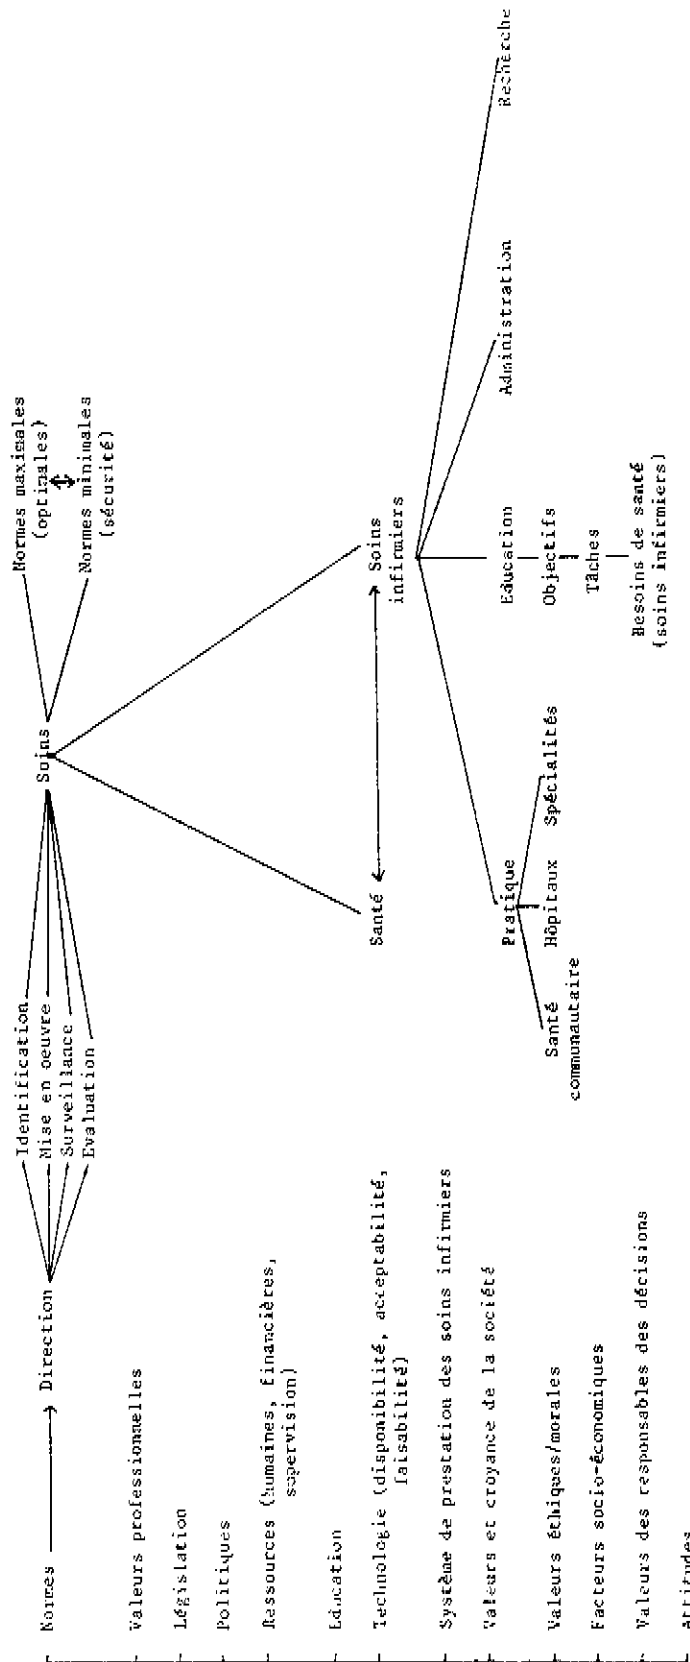 Normes
Direction
Identification
Mise en oeuvre
Surveillance
Evaluation
Soins
Normes maximales
(optimales)
Normes minimales
(sécurité)
Valeurs professionnelles
Législation
Politiques
Ressources (humaines, financières,
supervision)
Education
Technologie (disponibilité, acceptabilité,
faisabilité)
Système de prestation des soins infirmiers
Valeurs et croyance de la société
Valeurs éthiques/morales
Facteurs socio-économiques
Valeurs des responsables des décisions
Attitudes
Santé
Soins
infirmiers
Pratique
Santé
communautaire
Hôpitaux
Spécialités
Education
Objectifs
Tâches
Besoins de santé
(soins infirmiers)
Administration
Recherche